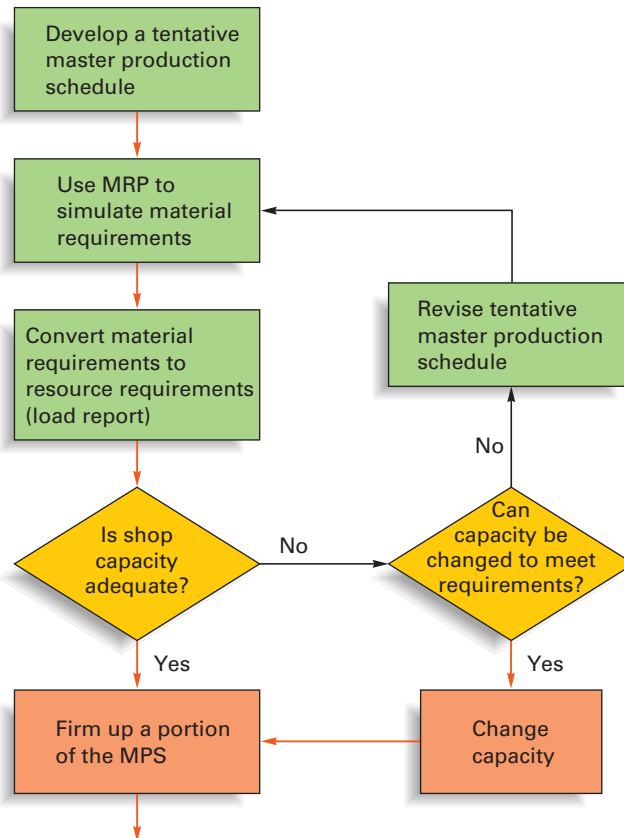 Develop a tentative
master production
schedule
Use MRP to
simulate material
requirements
Convert material
requirements to
resource requirements
(load report)
Revise tentative
master production
schedule
No
Is shop
capacity
adequate?
No
Can
capacity be
changed to meet
requirements?
Yes
Yes
Firm up a portion
of the MPS
Change
capacity